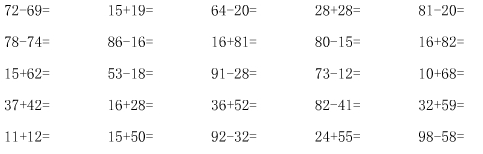 72-69= 15+19= 64-20= 28+28= 81-20=
78-74= 86-16= 16+81= 80-15= 16+82=
15+62= 53-18= 91-28= 73-12= 10+68=
37+42= 16+28= 36+52= 82-41= 32+59=
11+12= 15+50= 92-32= 24+55= 98-58=